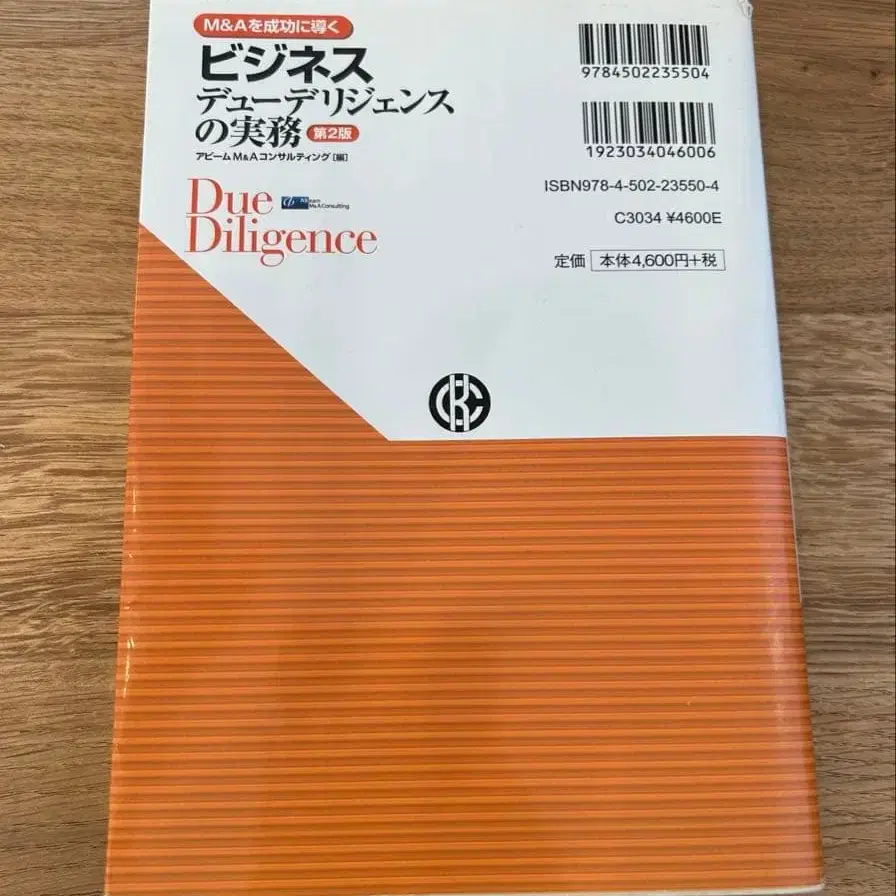 M&Aを成功に導く
ビジネス
デューデリジェンス
の実務 第2版
アビームM&Aコンサルティング[編]
Due
Diligence
ABeam
M&A Consulting
9784502235504
1923034046006
ISBN978-4-502-23550-4
C3034 ¥4600E
定価 本体4,600円+税